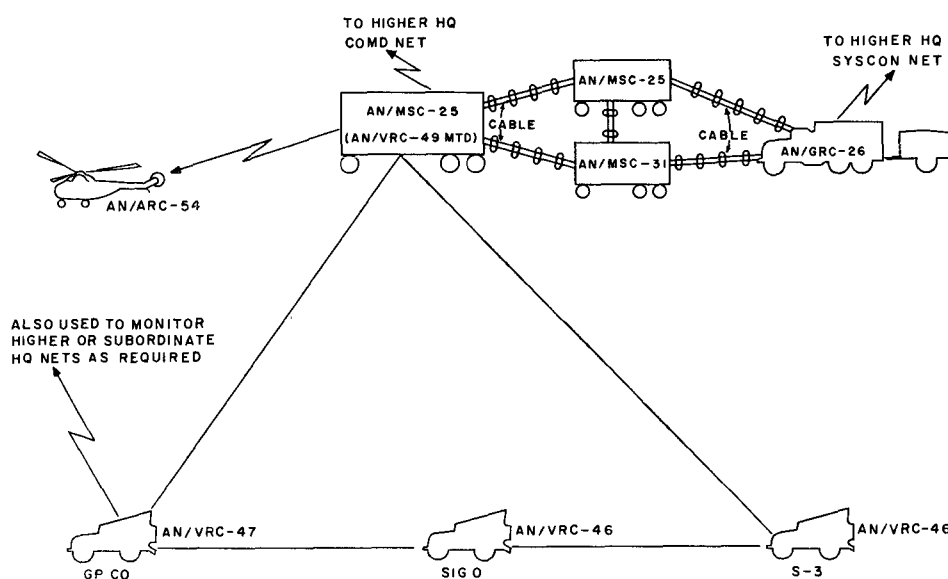 TO HIGHER HQ
COMD NET
TO HIGHER HQ
SYSCON NET
AN/MSC-25
(AN/VRC-49 MTD)
AN/MSC-25
CABLE
CABLE
AN/MSC-31
AN/GRC-26
AN/ARC-54
ALSO USED TO MONITOR
HIGHER OR SUBORDINATE
HQ NETS AS REQUIRED
AN/VRC-47
AN/VRC-46
AN/VRC-46
GP CO
SIG O
S-3